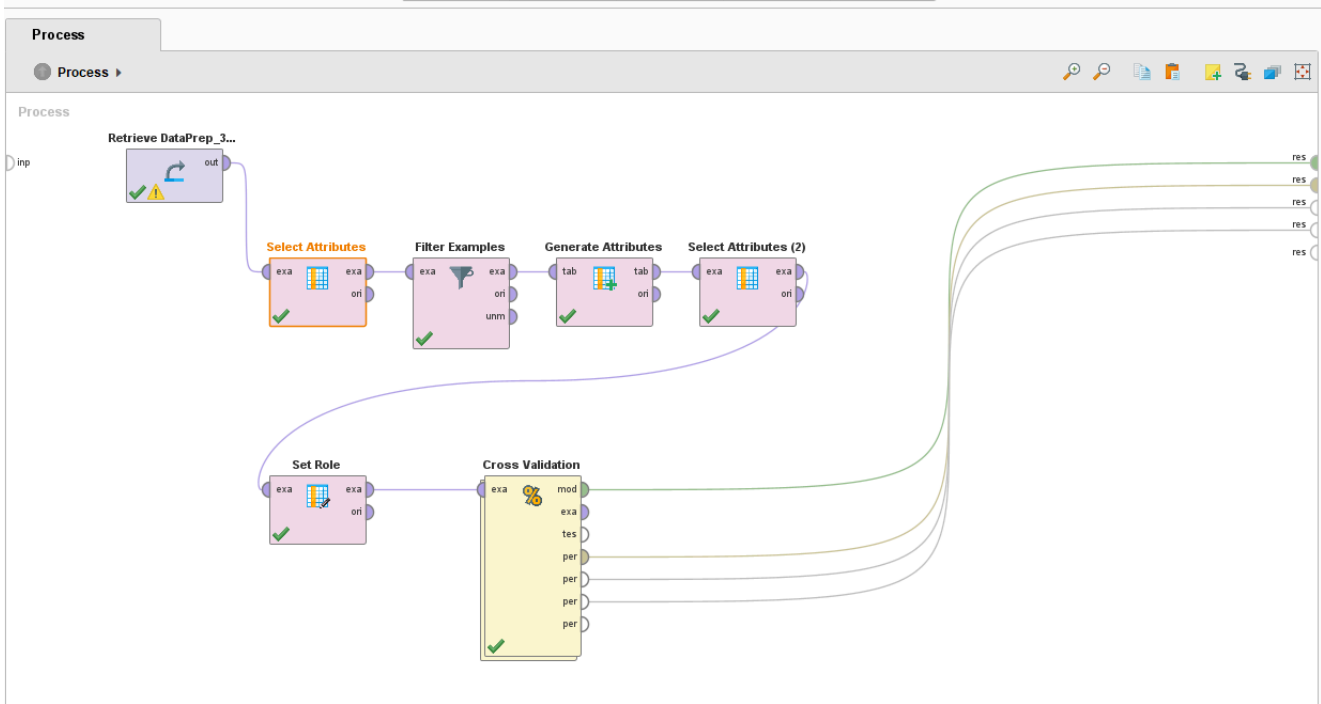 Process
Process
Process
Retrieve DataPrep_3...
inp
out
res
res
res
res
res
Select Attributes
exa
exa
ori
Filter Examples
exa
exa
ori
unm
Generate Attributes
tab
tab
ori
Select Attributes (2)
exa
exa
ori
Set Role
exa
exa
ori
Cross Validation
exa
%
mod
exa
tes
per
per
per
per